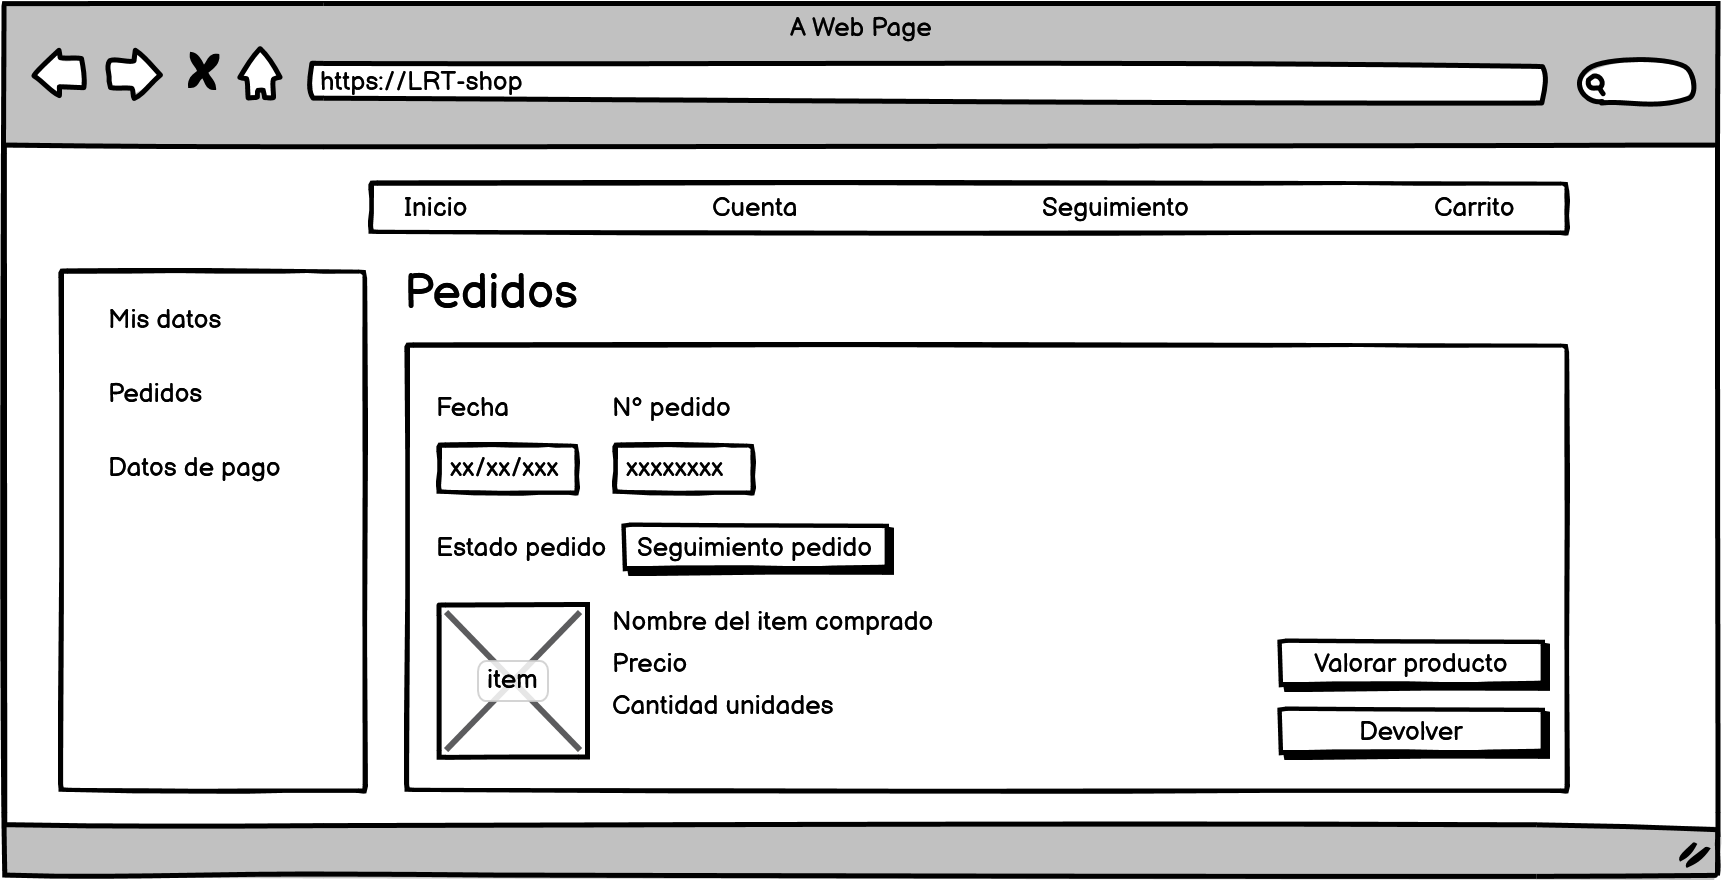 A Web Page
https://LRT-shop
Inicio Cuenta Seguimiento Carrito
Mis datos
Pedidos
Datos de pago
Pedidos
Fecha N° pedido
xx/xx/xxx xxxxxxxx
Estado pedido Seguimiento pedido
item
Nombre del item comprado
Precio
Cantidad unidades
Valorar producto
Devolver